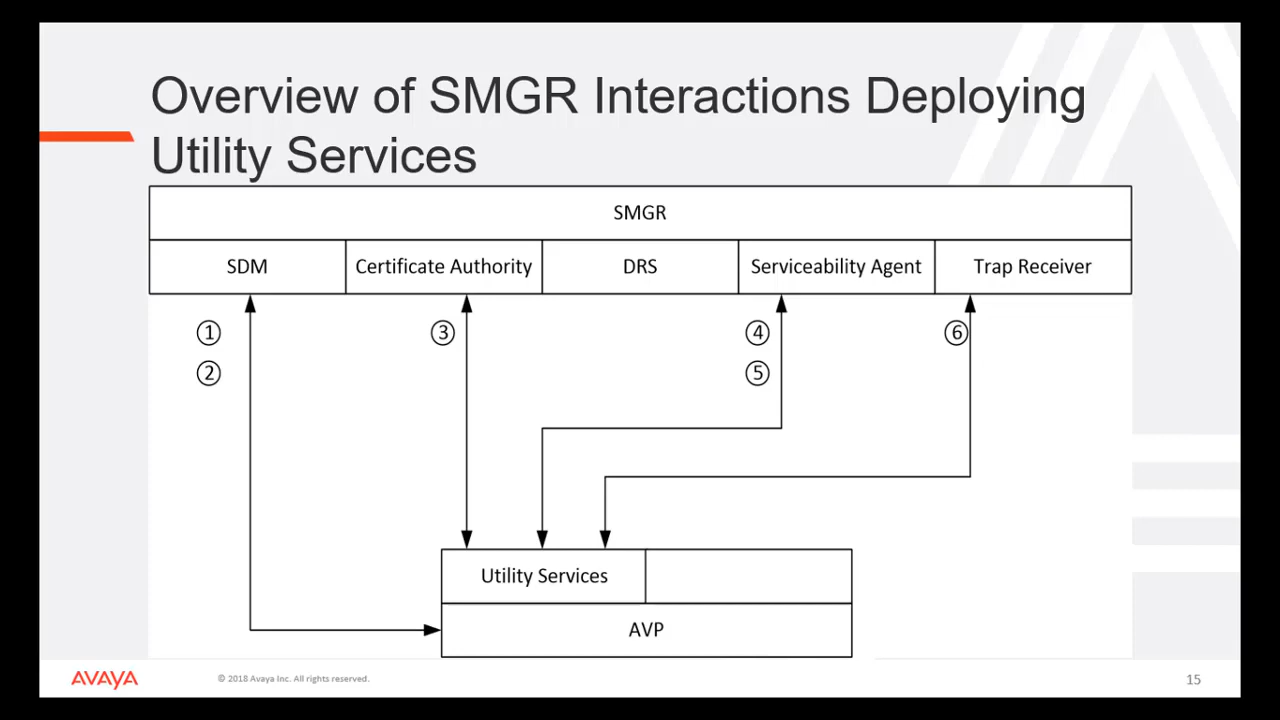 Overview of SMGR Interactions Deploying
Utility Services
SMGR
SDM
Certificate Authority
DRS
Serviceability Agent
Trap Receiver
①
③
④
⑥
②
⑤
Utility Services
AVP
AVAYA
© 2018 Avaya Inc. All rights reserved.
15